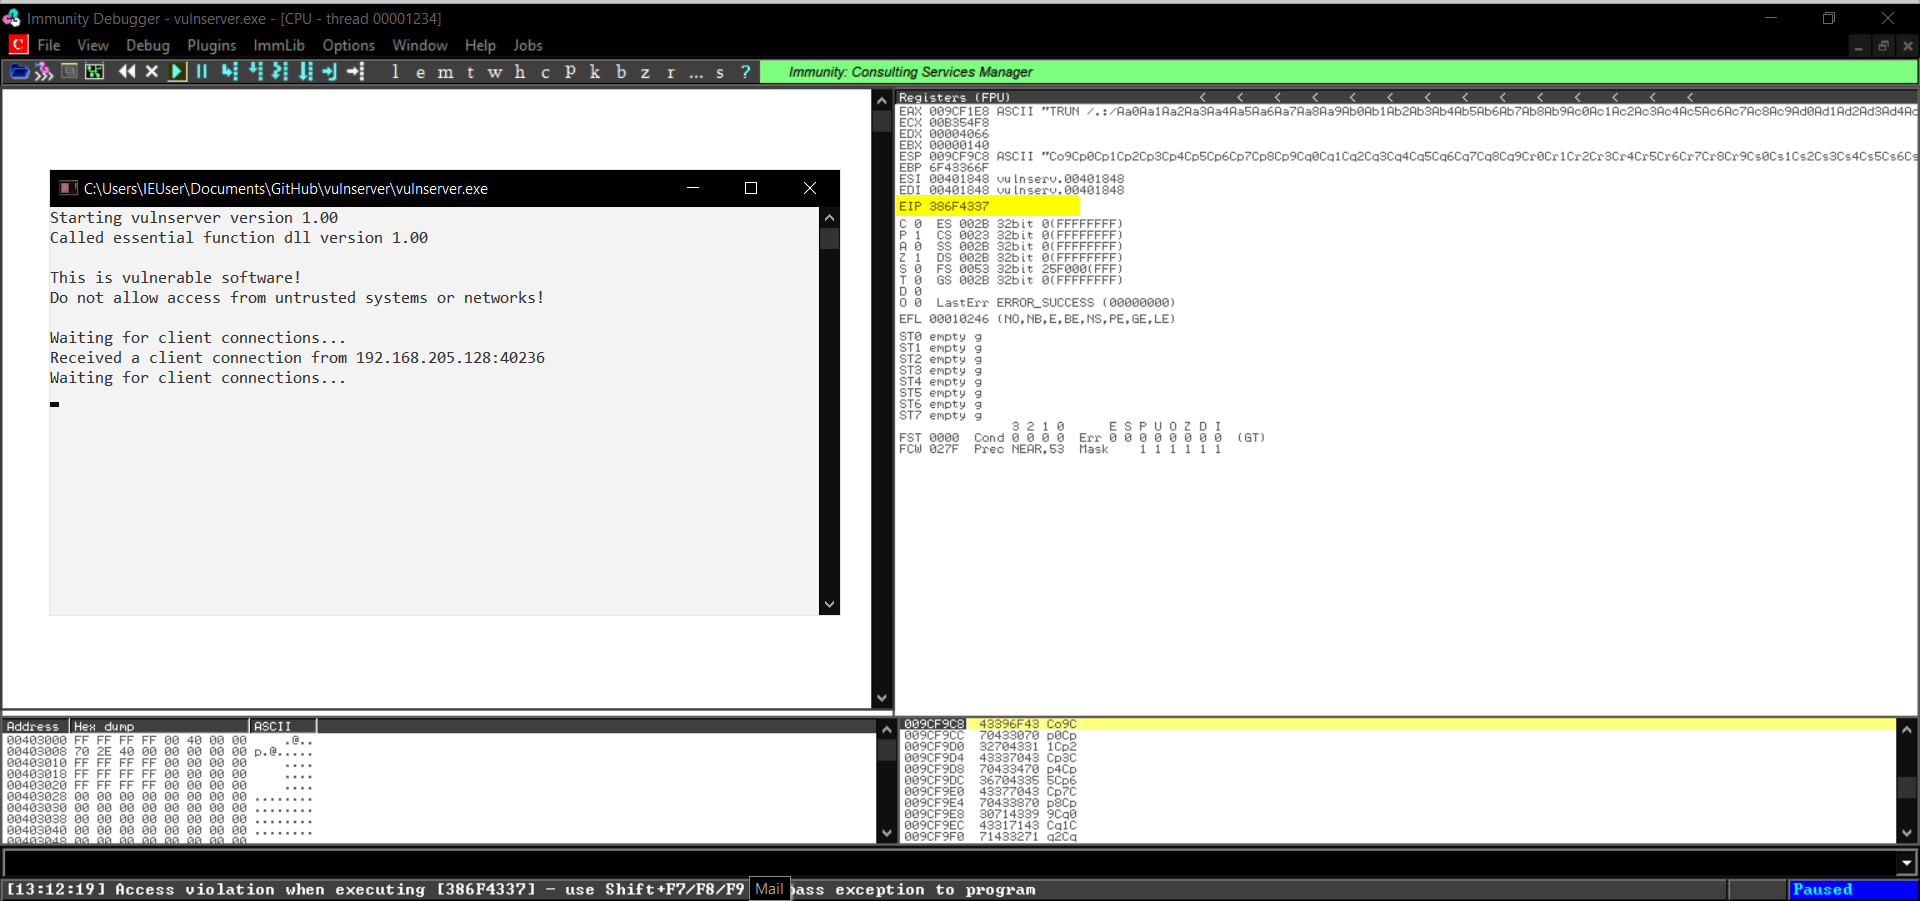 Immunity Debugger - vulnserver.exe - [CPU - thread 00001234]
C File View Debug Plugins ImmLib Options Window Help Jobs
l e m t w h c P k b z r ... s ? Immunity: Consulting Services Manager
C:\Users\IEUser\Documents\GitHub\vulnserver\vulnserver.exe
Starting vulnserver version 1.00
Called essential function dll version 1.00
This is vulnerable software!
Do not allow access from untrusted systems or networks!
Waiting for client connections...
Received a client connection from 192.168.205.128:40236
Waiting for client connections...
Registers (FPU) < < < < < < < < < < < < < <
EAX 009CF1E8 ASCII "TRUN /.:/Aa0Aa1Aa2Aa3Aa4Aa5Aa6Aa7Aa8Aa9Ab0Ab1Ab2Ab3Ab4Ab5Ab6Ab7Ab8Ab9Ac0Ac1Ac2Ac3Ac4Ac5Ac6Ac7Ac8Ac9Ad0Ad1Ad2Ad3Ad4Ac
ECX 00B354F8
EDX 00004066
EBX 00000140
ESP 009CF9C8 ASCII "Co9Cp0Cp1Cp2Cp3Cp4Cp5Cp6Cp7Cp8Cp9Cq0Cq1Cq2Cq3Cq4Cq5Cq6Cq7Cq8Cq9Cr0Cr1Cr2Cr3Cr4Cr5Cr6Cr7Cr8Cr9Cs0Cs1Cs2Cs3Cs4Cs5Cs6Cs
EBP 6F43366F
ESI 00401848 vulnserv.00401848
EDI 00401848 vulnserv.00401848
EIP 386F4337
C 0 ES 002B 32bit 0(FFFFFFFF)
P 1 CS 0023 32bit 0(FFFFFFFF)
A 0 SS 002B 32bit 0(FFFFFFFF)
Z 1 DS 002B 32bit 0(FFFFFFFF)
S 0 FS 0053 32bit 25F000(FFF)
T 0 GS 002B 32bit 0(FFFFFFFF)
D 0
O 0 LastErr ERROR_SUCCESS (00000000)
EFL 00010246 (NO,NB,E,BE,NS,PE,GE,LE)
ST0 empty g
ST1 empty g
ST2 empty g
ST3 empty g
ST4 empty g
ST5 empty g
ST6 empty g
ST7 empty g
3 2 1 0 E S P U O Z D I
FST 0000 Cond 0 0 0 0 Err 0 0 0 0 0 0 0 0 (GT)
FCW 027F Prec NEAR,53 Mask 1 1 1 1 1 1
Address Hex dump ASCII
00403000 FF FF FF FF 00 40 00 00 .@..
00403008 70 2E 40 00 00 00 00 00 p.@.....
00403010 FF FF FF FF 00 00 00 00 ....
00403018 FF FF FF FF 00 00 00 00 ....
00403020 FF FF FF FF 00 00 00 00 ....
00403028 00 00 00 00 00 00 00 00 ........
00403030 00 00 00 00 00 00 00 00 ........
00403038 00 00 00 00 00 00 00 00 ........
00403040 00 00 00 00 00 00 00 00 ........
00403048 00 00 00 00 00 00 00 00
009CF9C8 43396F43 Co9C
009CF9CC 70433070 p0Cp
009CF9D0 32704331 1Cp2
009CF9D4 43337043 Cp3C
009CF9D8 70433470 p4Cp
009CF9DC 36704335 5Cp6
009CF9E0 43377043 Cp7C
009CF9E4 70433870 p8Cp
009CF9E8 30714339 9Cq0
009CF9EC 43317143 Cq1C
009CF9F0 71433271 q2Cq
[13:12:19] Access violation when executing [386F4337] - use Shift+F7/F8/F9 Mail pass exception to program
Paused